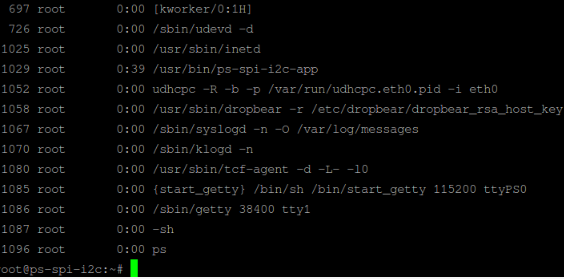 697 root 0:00 [kworker/0:1H]
726 root 0:00 /sbin/udevd -d
1025 root 0:00 /usr/sbin/inetd
1029 root 0:39 /usr/bin/ps-spi-i2c-app
1052 root 0:00 udhcpc -R -b -p /var/run/udhcpc.eth0.pid -i eth0
1058 root 0:00 /usr/sbin/dropbear -r /etc/dropbear/dropbear_rsa_host_key
1067 root 0:00 /sbin/syslogd -n -O /var/log/messages
1070 root 0:00 /sbin/klogd -n
1080 root 0:00 /usr/sbin/tcf-agent -d -L- -l0
1085 root 0:00 {start_getty} /bin/sh /bin/start_getty 115200 ttyPS0
1086 root 0:00 /sbin/getty 38400 tty1
1087 root 0:00 -sh
1096 root 0:00 ps
root@ps-spi-i2c:~#